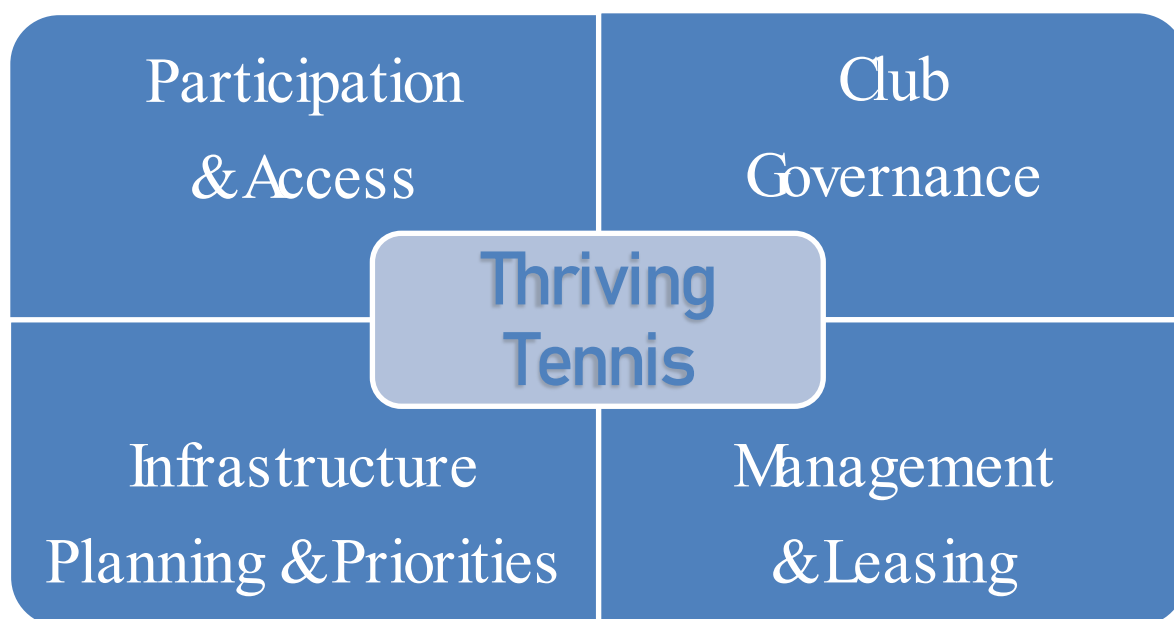 Participation
& Access
Club
Governance
Thriving
Tennis
Infrastructure
Planning & Priorities
Management
& Leasing